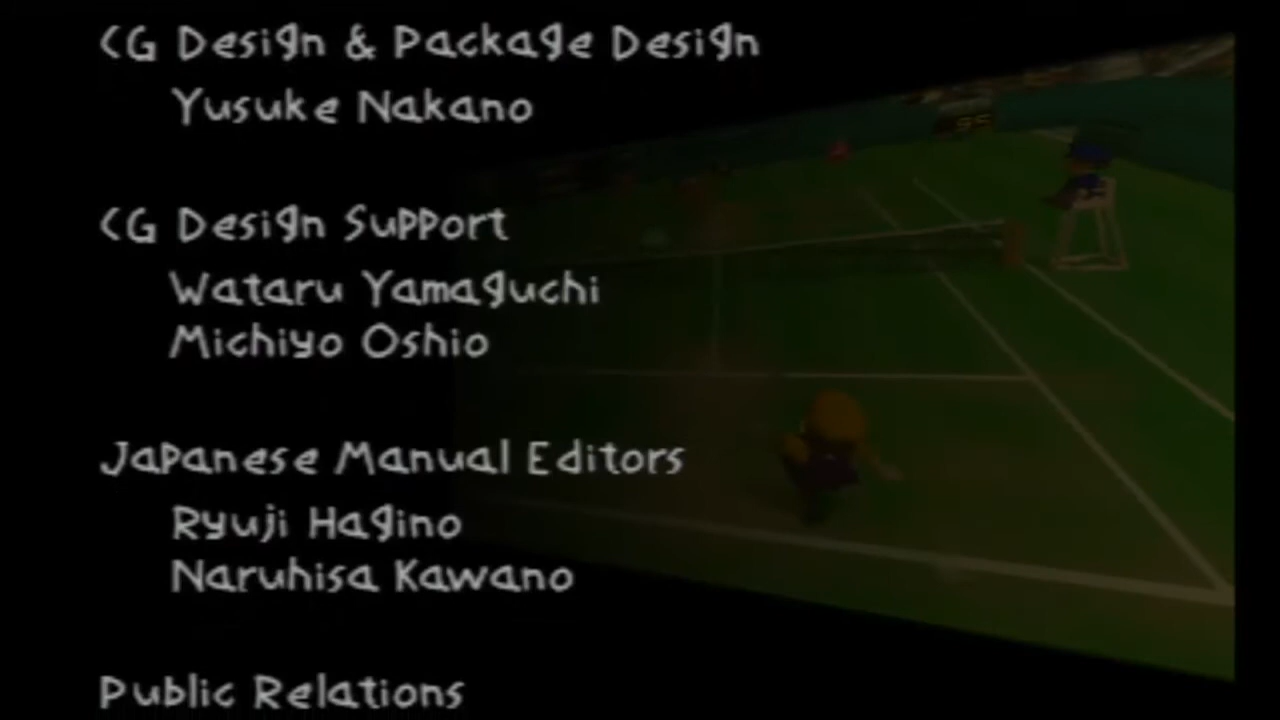 CG Design & Package Design
Yusuke Nakano
CG Design Support
Wataru Yamaguchi
Michiyo Oshio
Japanese Manual Editors
Ryuji Hagino
Naruhisa Kawano
Public Relations